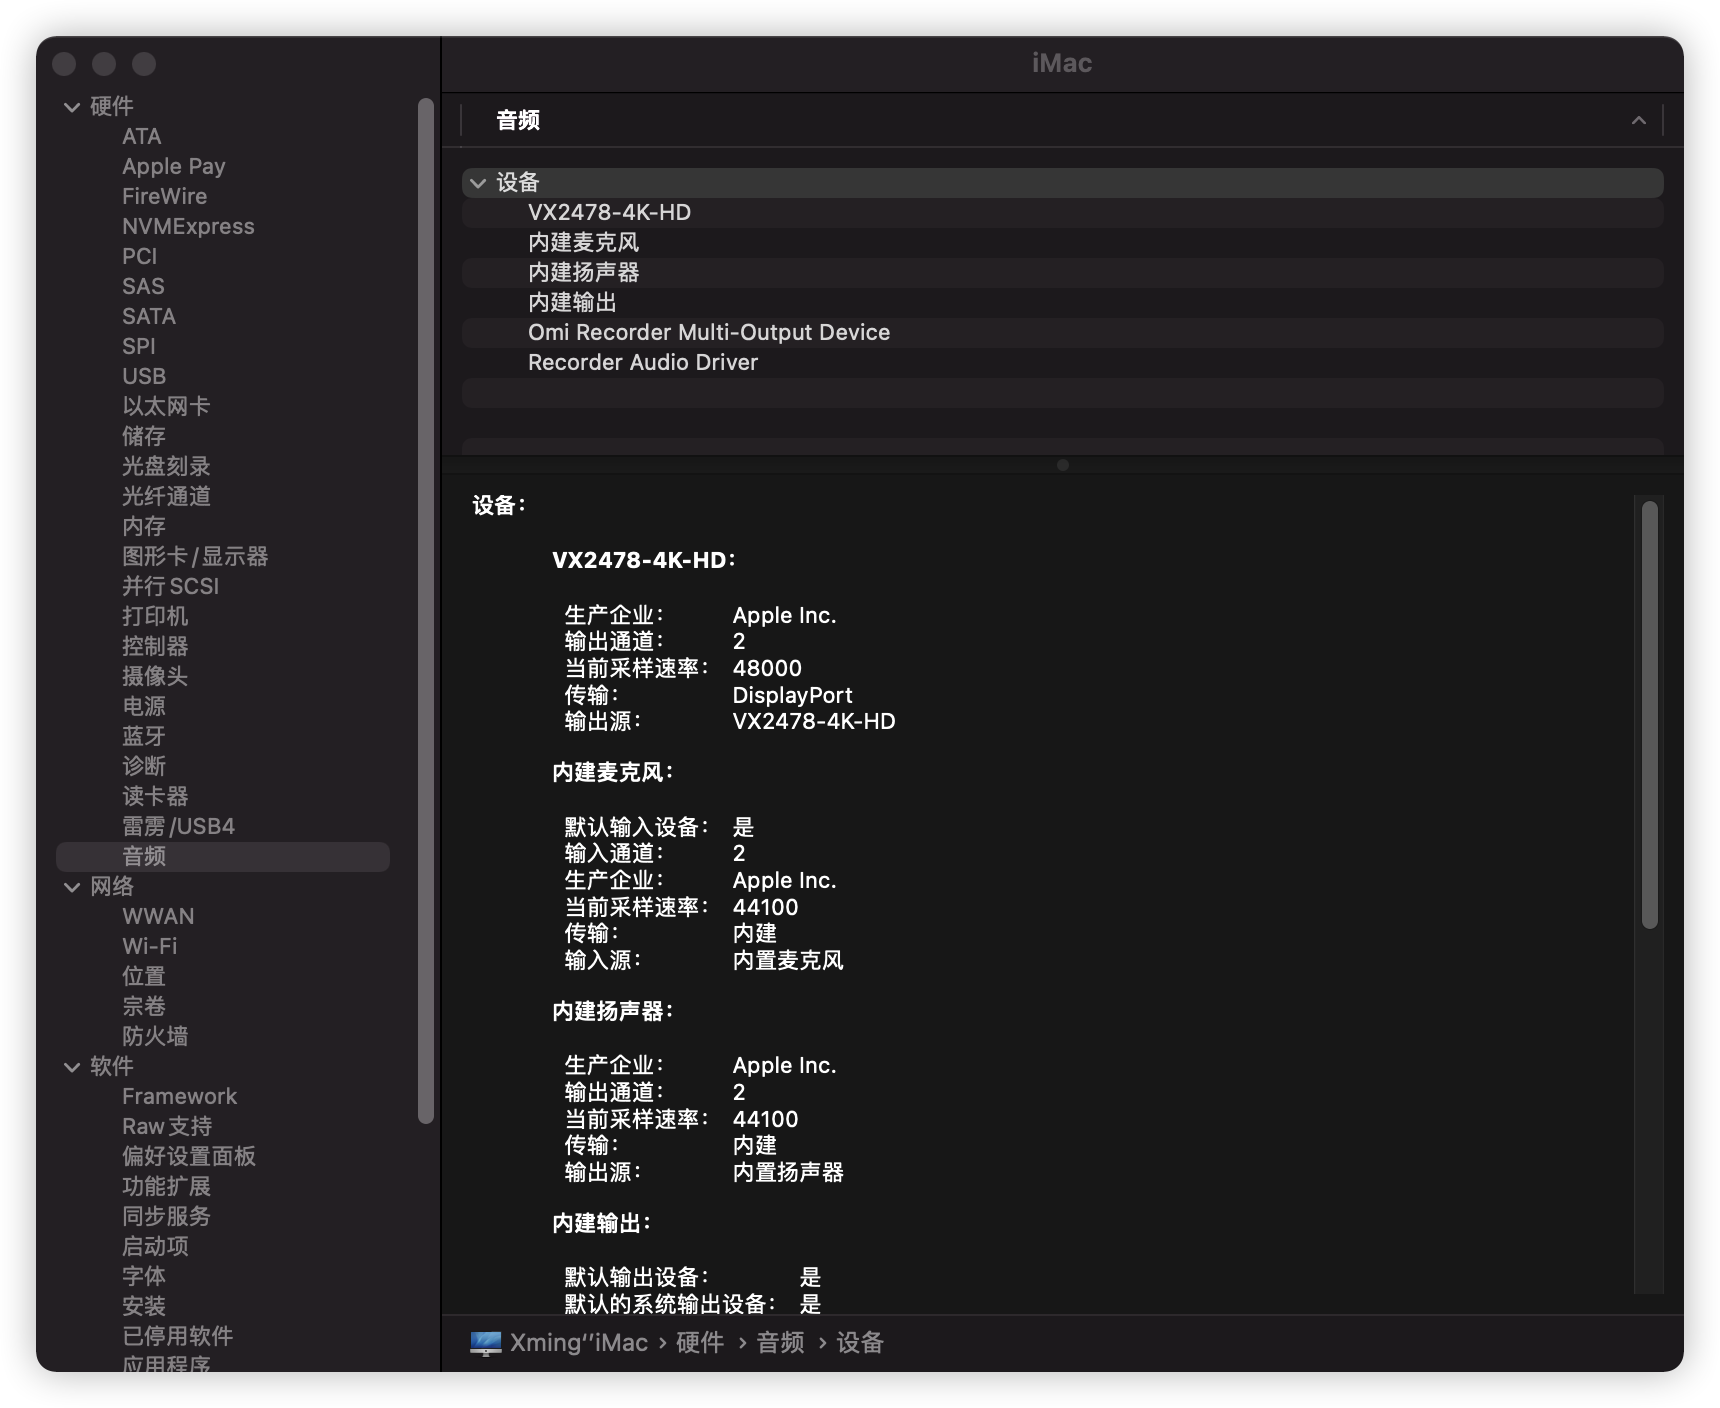 iMac
硬件
ATA
Apple Pay
FireWire
NVMExpress
PCI
SAS
SATA
SPI
USB
以太网卡
储存
光盘刻录
光纤通道
内存
图形卡/显示器
并行SCSI
打印机
控制器
摄像头
电源
蓝牙
诊断
读卡器
雷雳/USB4
音频
网络
WWAN
Wi-Fi
位置
宗卷
防火墙
软件
Framework
Raw支持
偏好设置面板
功能扩展
同步服务
启动项
字体
安装
已停用软件
应用程序
音频
设备
VX2478-4K-HD
内建麦克风
内建扬声器
内建输出
Omi Recorder Multi-Output Device
Recorder Audio Driver
设备：
VX2478-4K-HD：
生产企业： Apple Inc.
输出通道： 2
当前采样速率： 48000
传输： DisplayPort
输出源： VX2478-4K-HD
内建麦克风：
默认输入设备： 是
输入通道： 2
生产企业： Apple Inc.
当前采样速率： 44100
传输： 内建
输入源： 内置麦克风
内建扬声器：
生产企业： Apple Inc.
输出通道： 2
当前采样速率： 44100
传输： 内建
输出源： 内置扬声器
内建输出：
默认输出设备： 是
默认的系统输出设备： 是
Xming‘’iMac › 硬件 › 音频 › 设备